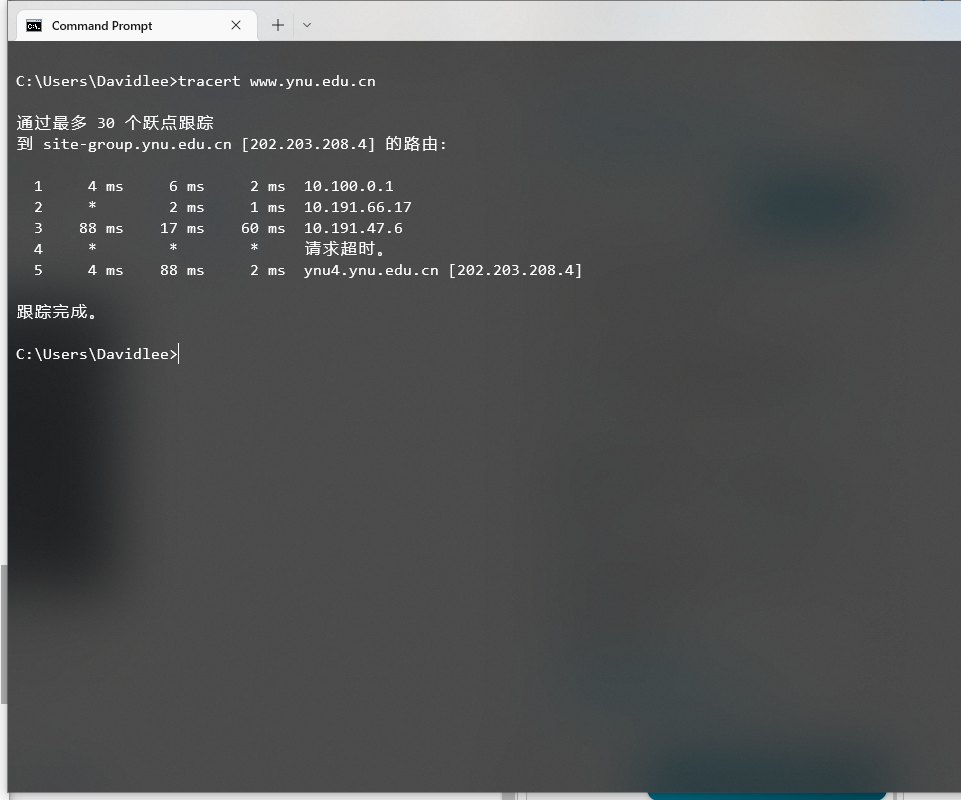 Command Prompt
C:\Users\Davidlee>tracert www.ynu.edu.cn
通过最多 30 个跃点跟踪
到 site-group.ynu.edu.cn [202.203.208.4] 的路由:
1 4 ms 6 ms 2 ms 10.100.0.1
2 * 2 ms 1 ms 10.191.66.17
3 88 ms 17 ms 60 ms 10.191.47.6
4 * * * 请求超时。
5 4 ms 88 ms 2 ms ynu4.ynu.edu.cn [202.203.208.4]
跟踪完成。
C:\Users\Davidlee>